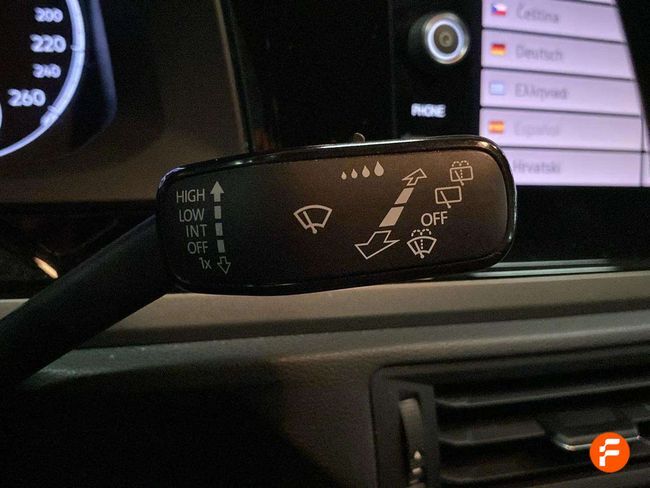 200
220
240
260
PHONE
Čeština
Deutsch
Ελληνικά
Español
Hrvatski
HIGH
LOW
INT
OFF
1x
OFF